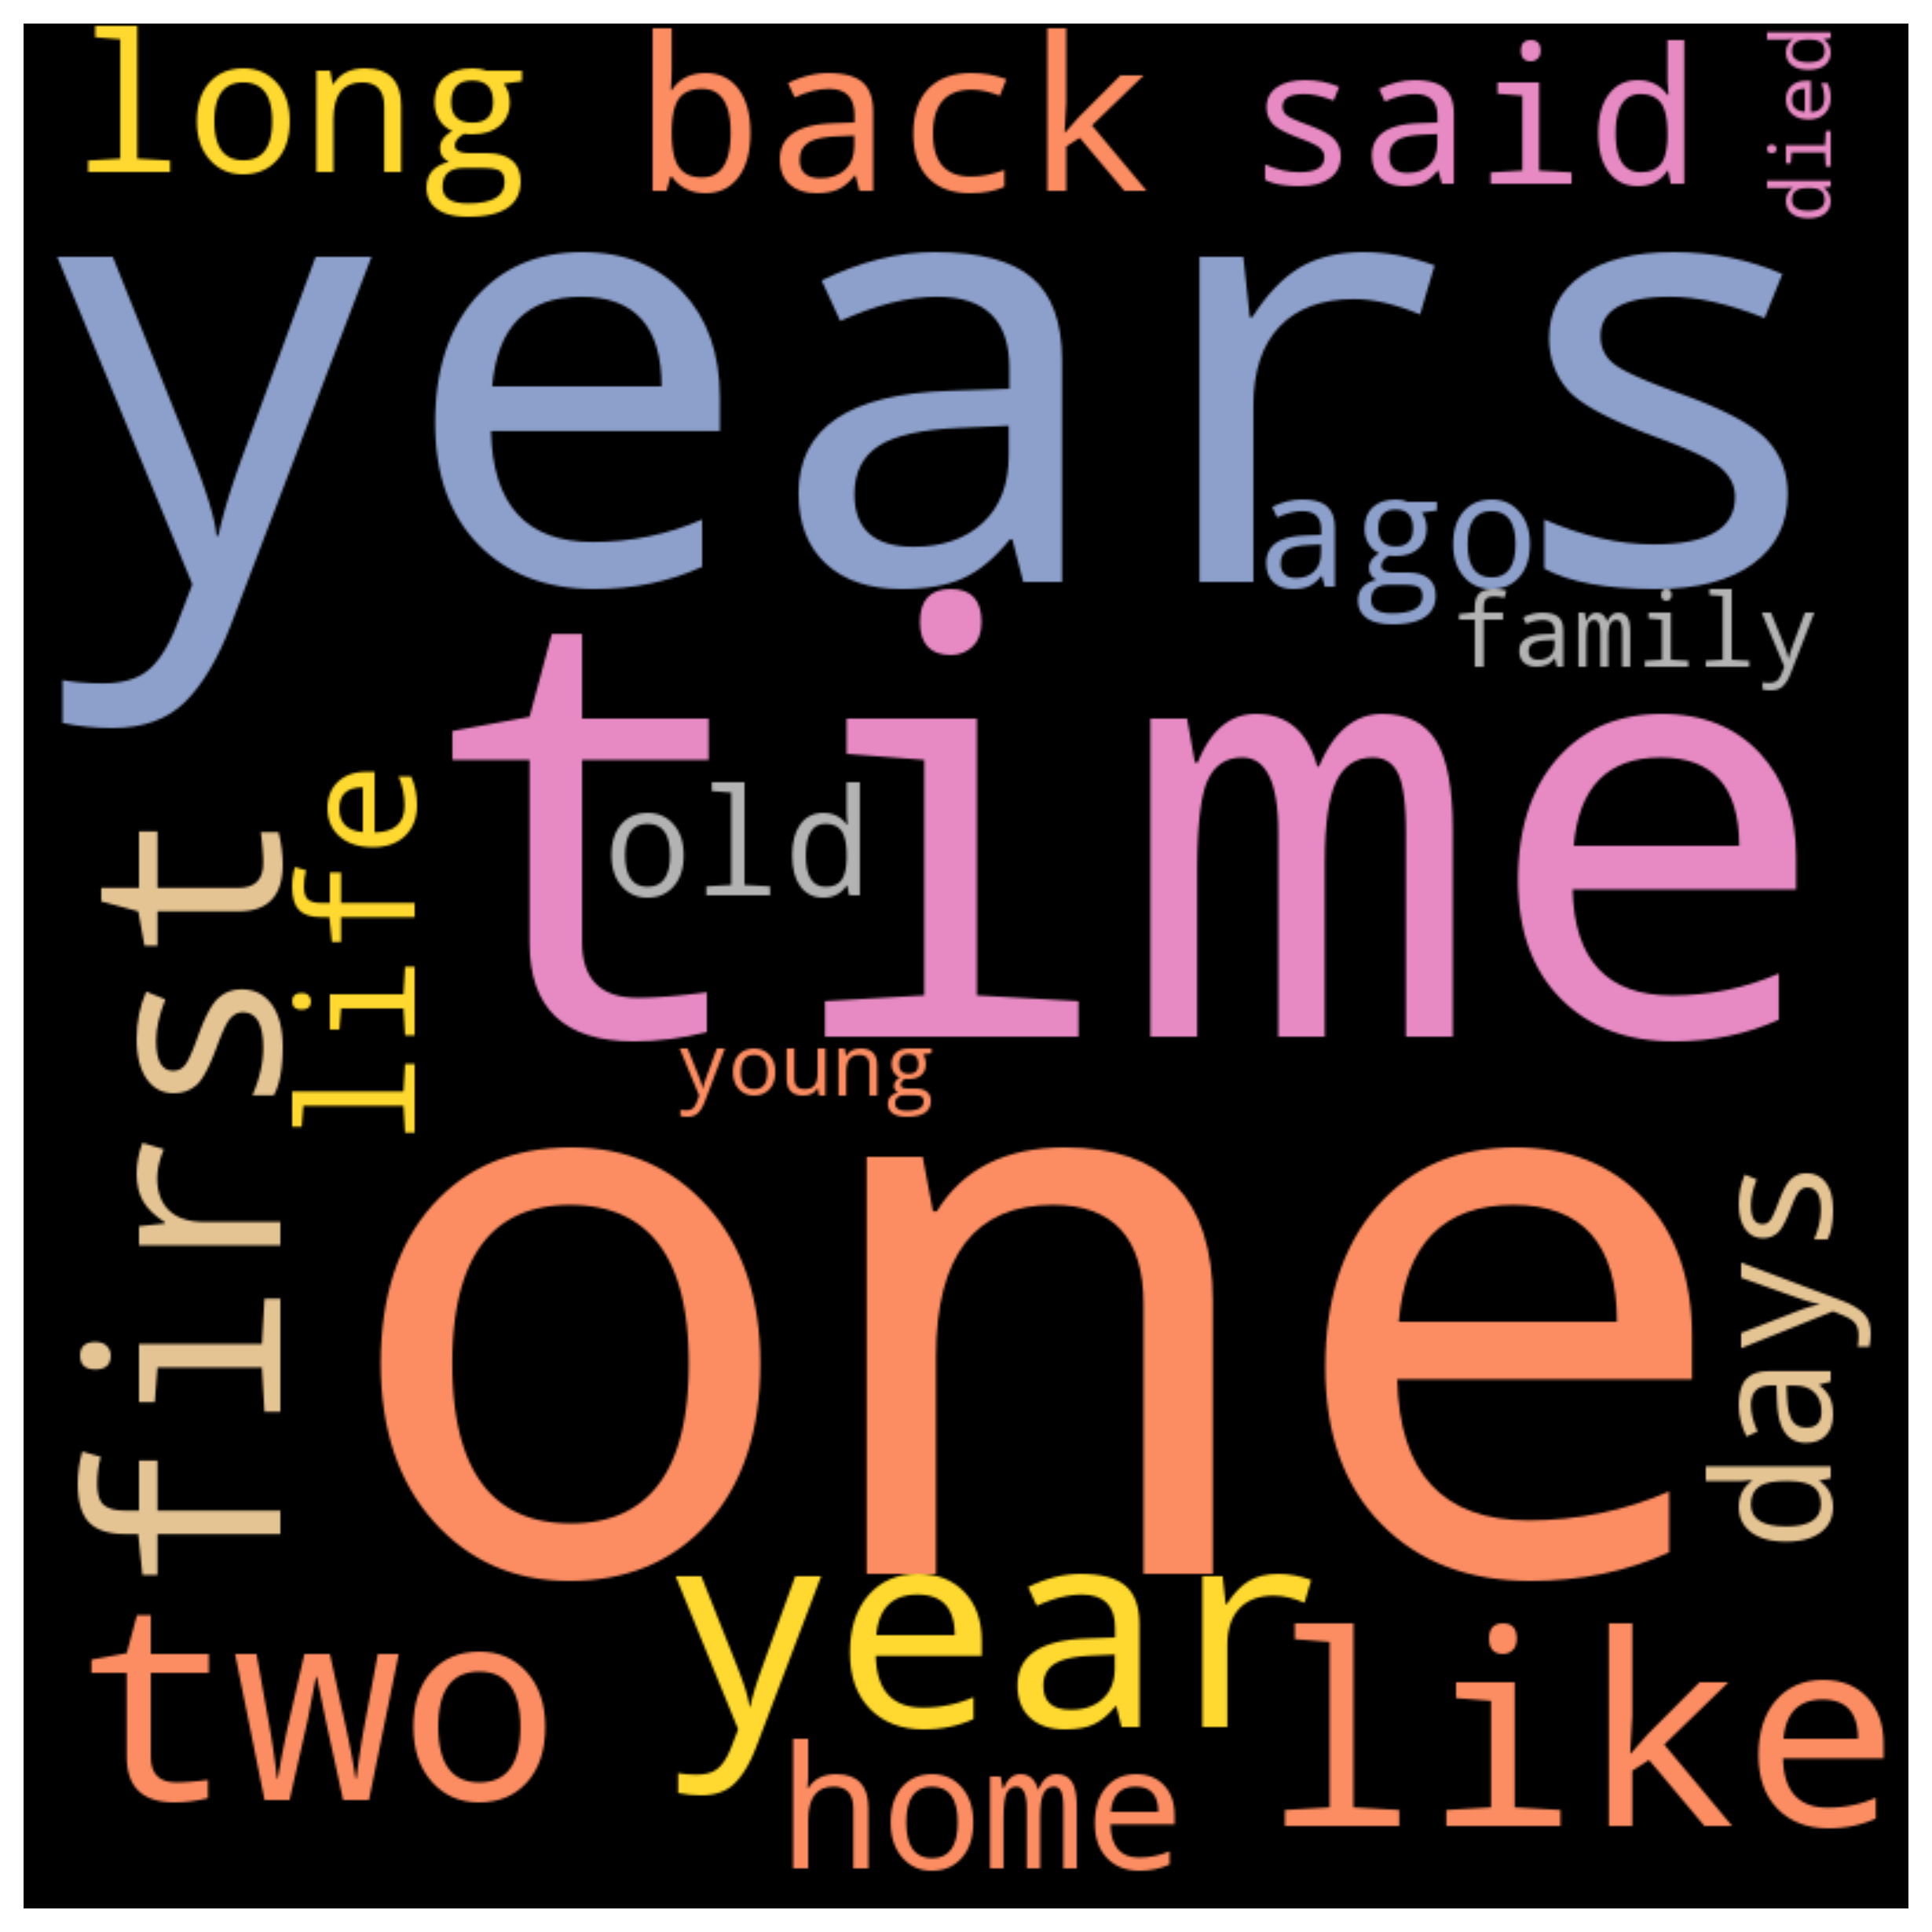 long back said died
years
ago
family
time
old
life
first
young
one
days
year
two like
home